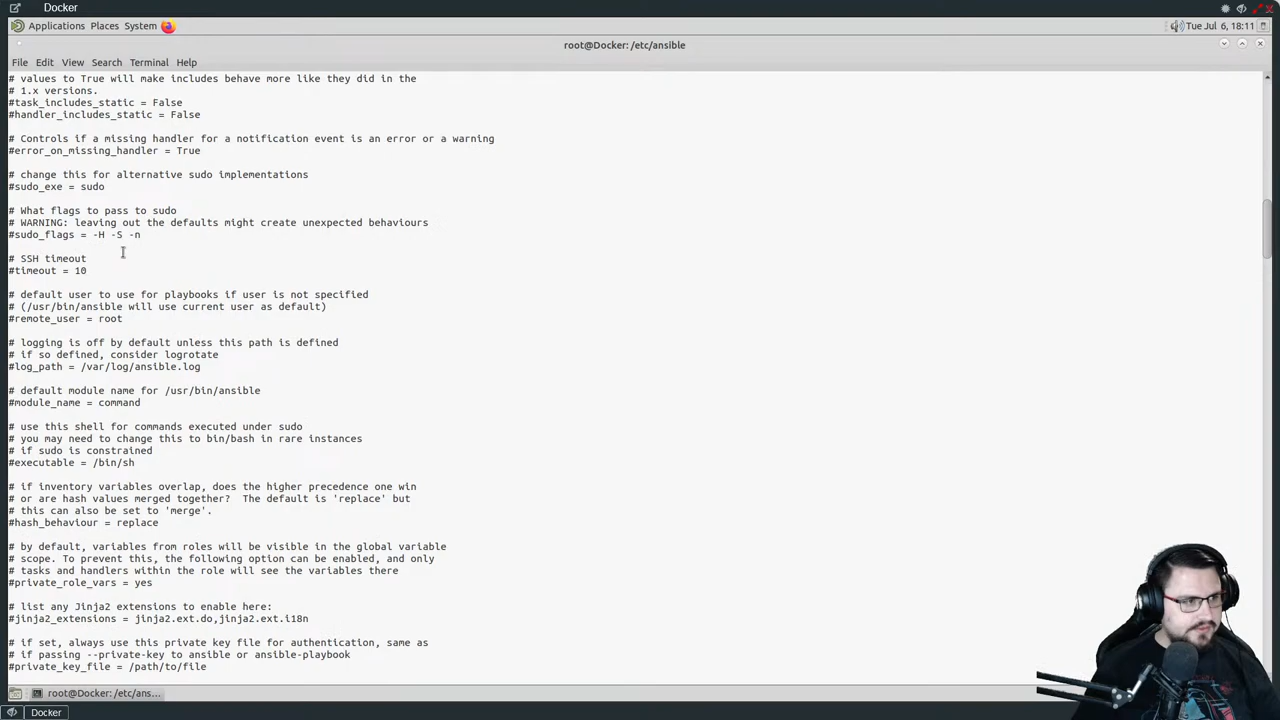 Docker
Applications Places System
Tue Jul 6, 18:11
root@Docker: /etc/ansible
File Edit View Search Terminal Help
# values to True will make includes behave more like they did in the
# 1.x versions.
#task_includes_static = False
#handler_includes_static = False
# Controls if a missing handler for a notification event is an error or a warning
#error_on_missing_handler = True
# change this for alternative sudo implementations
#sudo_exe = sudo
# What flags to pass to sudo
# WARNING: leaving out the defaults might create unexpected behaviours
#sudo_flags = -H -S -n
# SSH timeout
#timeout = 10
# default user to use for playbooks if user is not specified
# (/usr/bin/ansible will use current user as default)
#remote_user = root
# logging is off by default unless this path is defined
# if so defined, consider logrotate
#log_path = /var/log/ansible.log
# default module name for /usr/bin/ansible
#module_name = command
# use this shell for commands executed under sudo
# you may need to change this to bin/bash in rare instances
# if sudo is constrained
#executable = /bin/sh
# if inventory variables overlap, does the higher precedence one win
# or are hash values merged together?  The default is 'replace' but
# this can also be set to 'merge'.
#hash_behaviour = replace
# by default, variables from roles will be visible in the global variable
# scope. To prevent this, the following option can be enabled, and only
# tasks and handlers within the role will see the variables there
#private_role_vars = yes
# list any Jinja2 extensions to enable here:
#jinja2_extensions = jinja2.ext.do,jinja2.ext.i18n
# if set, always use this private key file for authentication, same as
# if passing --private-key to ansible or ansible-playbook
#private_key_file = /path/to/file
root@Docker: /etc/ans...
Docker